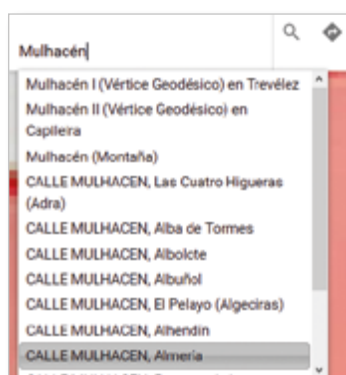 Mulhacén
Mulhacén I (Vértice Geodésico) en Trevélez
Mulhacén II (Vértice Geodésico) en
Capileira
Mulhacén (Montaña)
CALLE MULHACEN, Las Cuatro Higueras
(Adra)
CALLE MULHACEN, Alba de Tormes
CALLE MULHACEN, Albolote
CALLE MULHACEN, Albuñol
CALLE MULHACEN, El Pelayo (Algeciras)
CALLE MULHACEN, Alhendin
CALLE MULHACEN, Almería